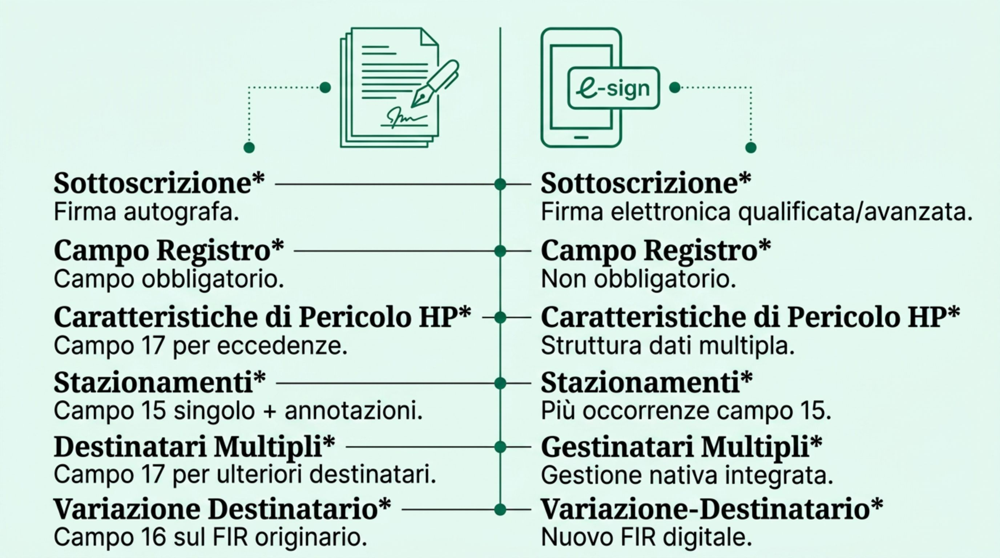 e-sign
Sottoscrizione*
Firma autografa.
Campo Registro*
Campo obbligatorio.
Caratteristiche di Pericolo HP*
Campo 17 per eccedenze.
Stazionamenti*
Campo 15 singolo + annotazioni.
Destinatari Multipli*
Campo 17 per ulteriori destinatari.
Variazione Destinatario*
Campo 16 sul FIR originario.
Sottoscrizione*
Firma elettronica qualificata/avanzata.
Campo Registro*
Non obbligatorio.
Caratteristiche di Pericolo HP*
Struttura dati multipla.
Stazionamenti*
Più occorrenze campo 15.
Gestinatari Multipli*
Gestione nativa integrata.
Variazione-Destinatario*
Nuovo FIR digitale.